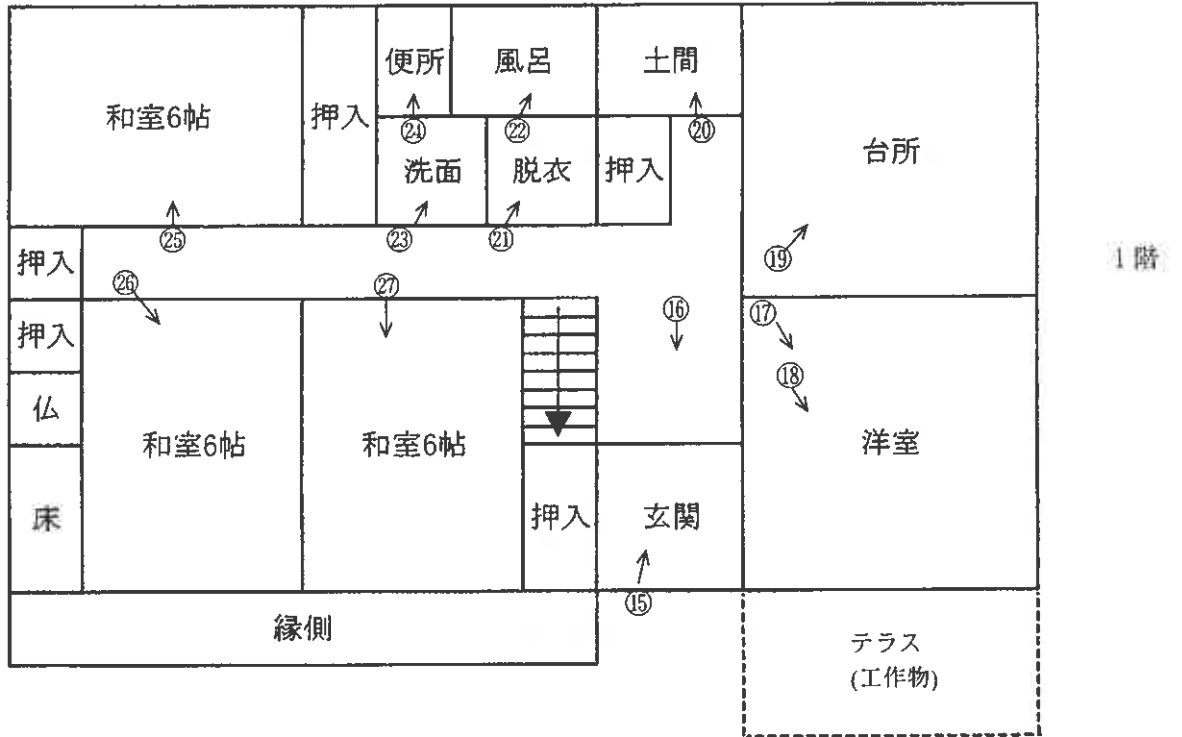 便所
風呂
土間
和室6帖
押入
㉔
㉒
⑳
台所
洗面
脱衣
押入
㉕
㉓
㉑
⑲
1階
押入
㉖
㉗
⑯
⑰
押入
⑱
仏
和室6帖
和室6帖
洋室
床
押入
玄関
⑮
縁側
テラス
(工作物)